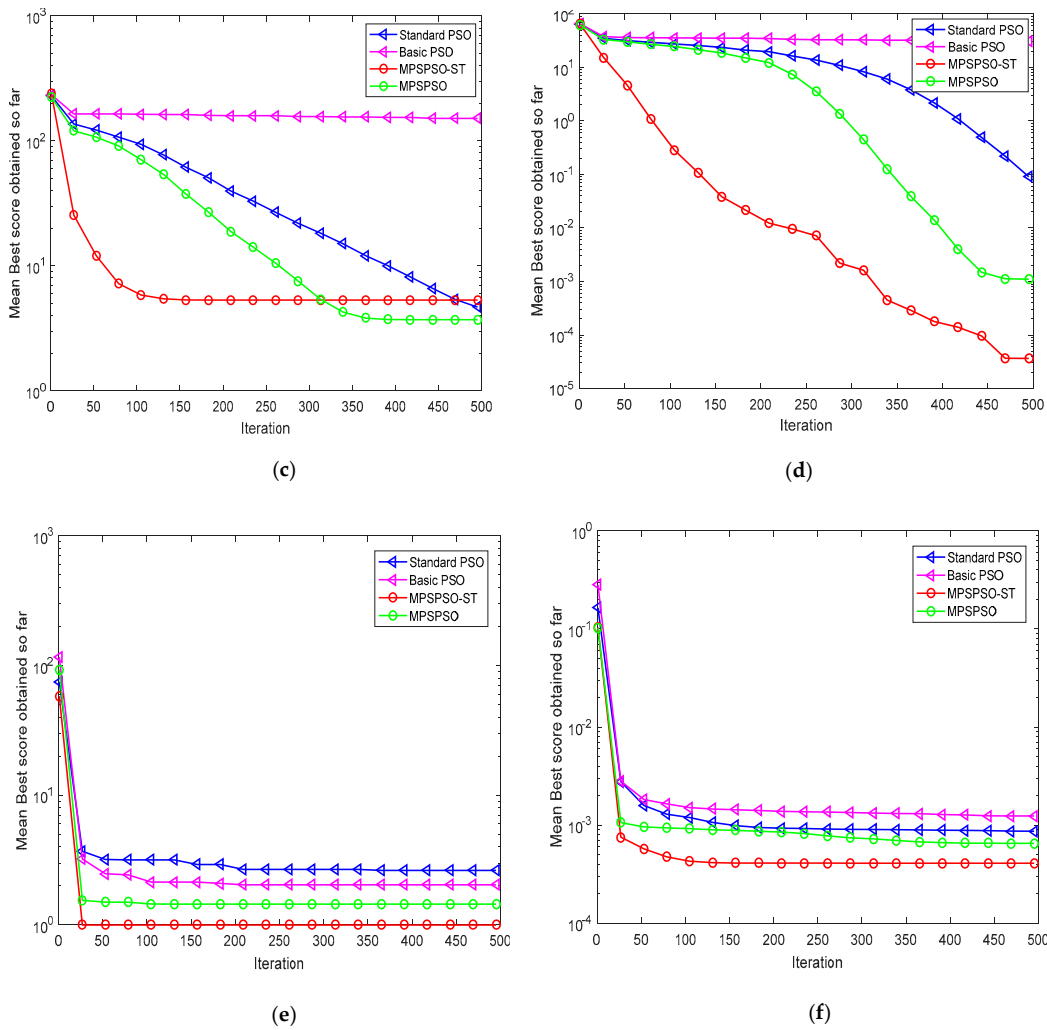 10^3
10^2
10^1
10^0
Mean Best score obtained so far
0 50 100 150 200 250 300 350 400 450 500
Iteration
Standard PSO
Basic PSD
MPSPSO-ST
MPSPSO
(c)
10^2
10^1
10^0
10^-1
10^-2
10^-3
10^-4
10^-5
Mean Best score obtained so far
0 50 100 150 200 250 300 350 400 450 500
Iteration
Standard PSO
Basic PSO
MPSPSO-ST
MPSPSO
(d)
10^3
10^2
10^1
10^0
Mean Best score obtained so far
0 50 100 150 200 250 300 350 400 450 500
Iteration
Standard PSO
Basic PSO
MPSPSO-ST
MPSPSO
(e)
10^0
10^-1
10^-2
10^-3
10^-4
Mean Best score obtained so far
0 50 100 150 200 250 300 350 400 450 500
Iteration
Standard PSO
Basic PSO
MPSPSO-ST
MPSPSO
(f)